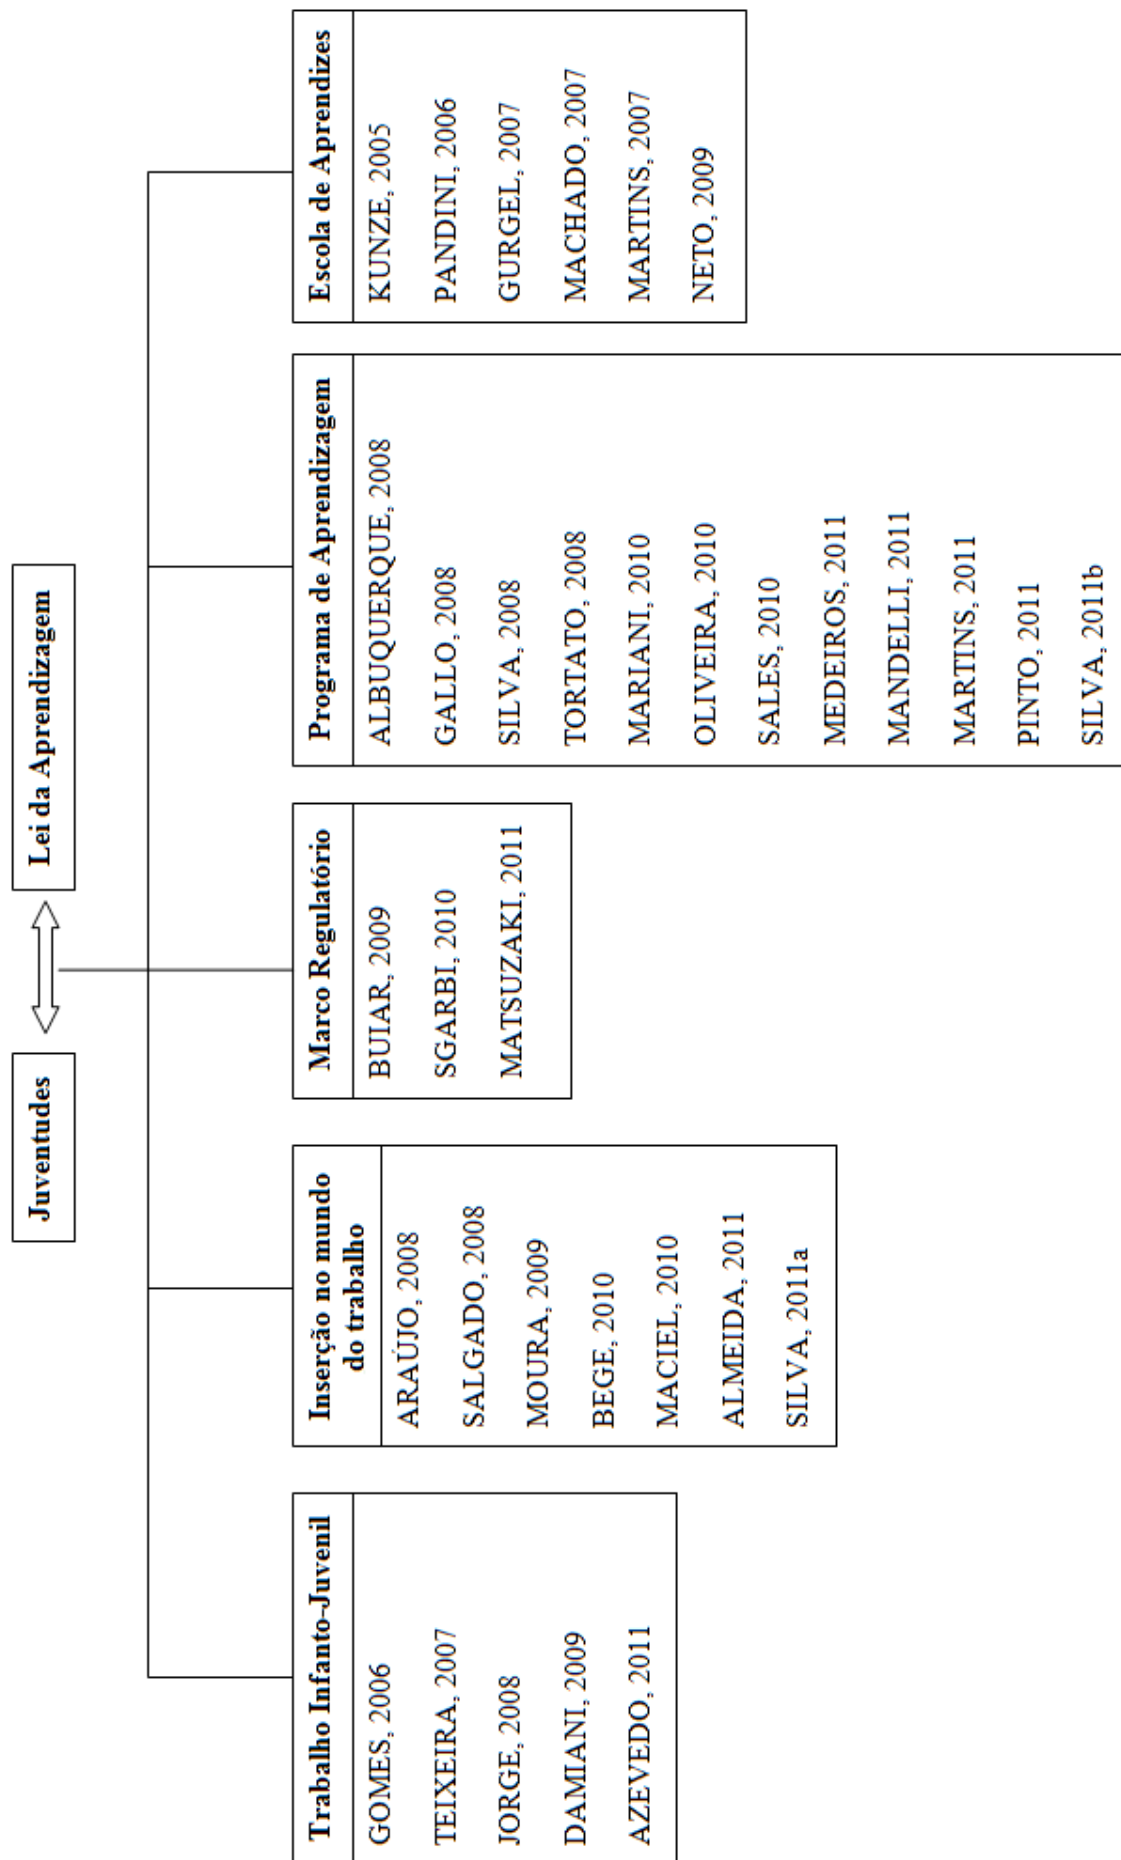 Juventudes
Lei da Aprendizagem
Trabalho Infanto-Juvenil
GOMES, 2006
TEIXEIRA, 2007
JORGE, 2008
DAMIANI, 2009
AZEVEDO, 2011
Inserção no mundo
do trabalho
ARAÚJO, 2008
SALGADO, 2008
MOURA, 2009
BEGE, 2010
MACIEL, 2010
ALMEIDA, 2011
SILVA, 2011a
Marco Regulatório
BUIAR, 2009
SGARBI, 2010
MATSUZAKI, 2011
Programa de Aprendizagem
ALBUQUERQUE, 2008
GALLO, 2008
SILVA, 2008
TORTATO, 2008
MARIANI, 2010
OLIVEIRA, 2010
SALES, 2010
MEDEIROS, 2011
MANDELLI, 2011
MARTINS, 2011
PINTO, 2011
SILVA, 2011b
Escola de Aprendizes
KUNZE, 2005
PANDINI, 2006
GURGEL, 2007
MACHADO, 2007
MARTINS, 2007
NETO, 2009